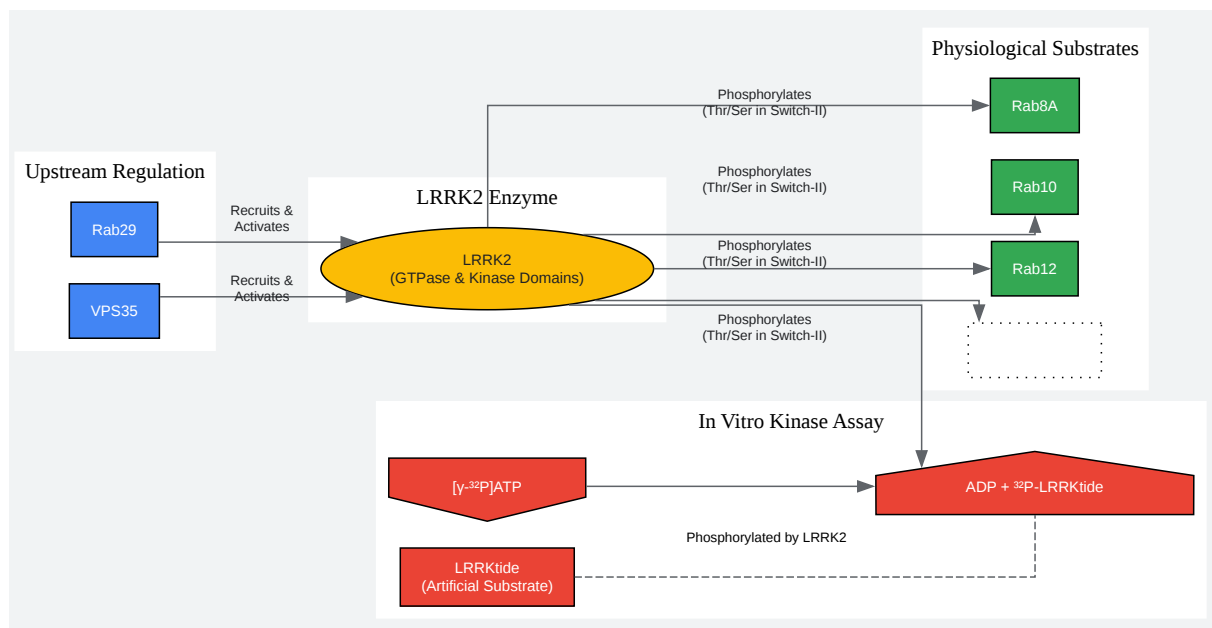 Physiological Substrates
Phosphorylates
(Thr/Ser in Switch-II)
Rab8A
Upstream Regulation
Phosphorylates
(Thr/Ser in Switch-II)
Rab10
LRRK2 Enzyme
Recruits &
Activates
Rab29
Phosphorylates
(Thr/Ser in Switch-II)
LRRK2
(GTPase & Kinase Domains)
Rab12
Recruits &
Activates
VPS35
Phosphorylates
(Thr/Ser in Switch-II)
In Vitro Kinase Assay
[γ-³²P]ATP
ADP + ³²P-LRRKtide
Phosphorylated by LRRK2
LRRKtide
(Artificial Substrate)